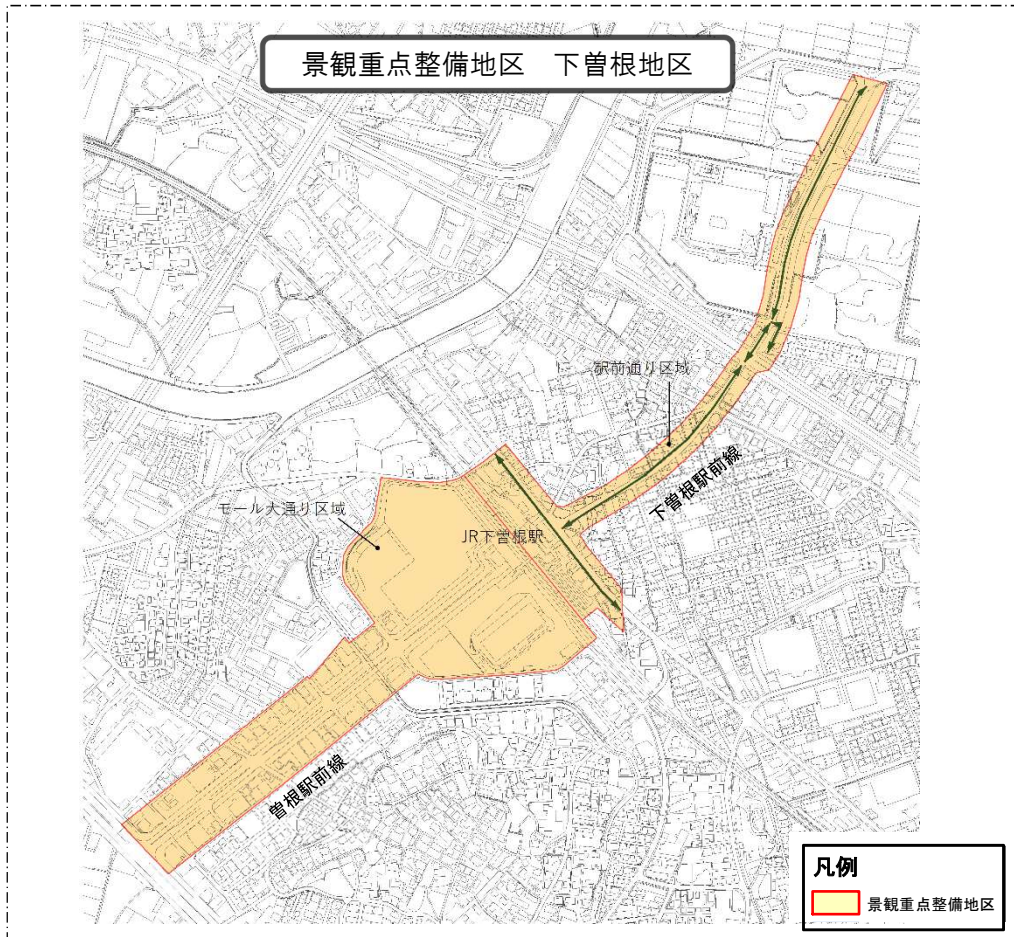 景観重点整備地区　下曽根地区
駅前通り区域
下曽根駅前線
モール大通り区域
JR下曽根駅
曽根駅前線
凡例
景観重点整備地区